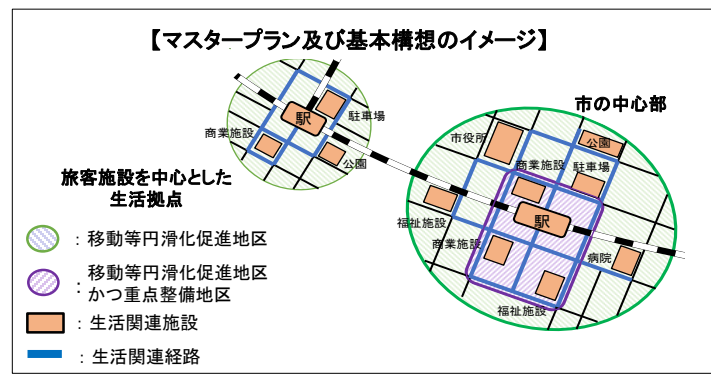 【マスタープラン及び基本構想のイメージ】
市の中心部
駅
駐車場
商業施設
公園
市役所
公園
商業施設
駐車場
福祉施設
駅
商業施設
病院
福祉施設
旅客施設を中心とした
生活拠点
：移動等円滑化促進地区
：移動等円滑化促進地区
かつ重点整備地区
：生活関連施設
：生活関連経路